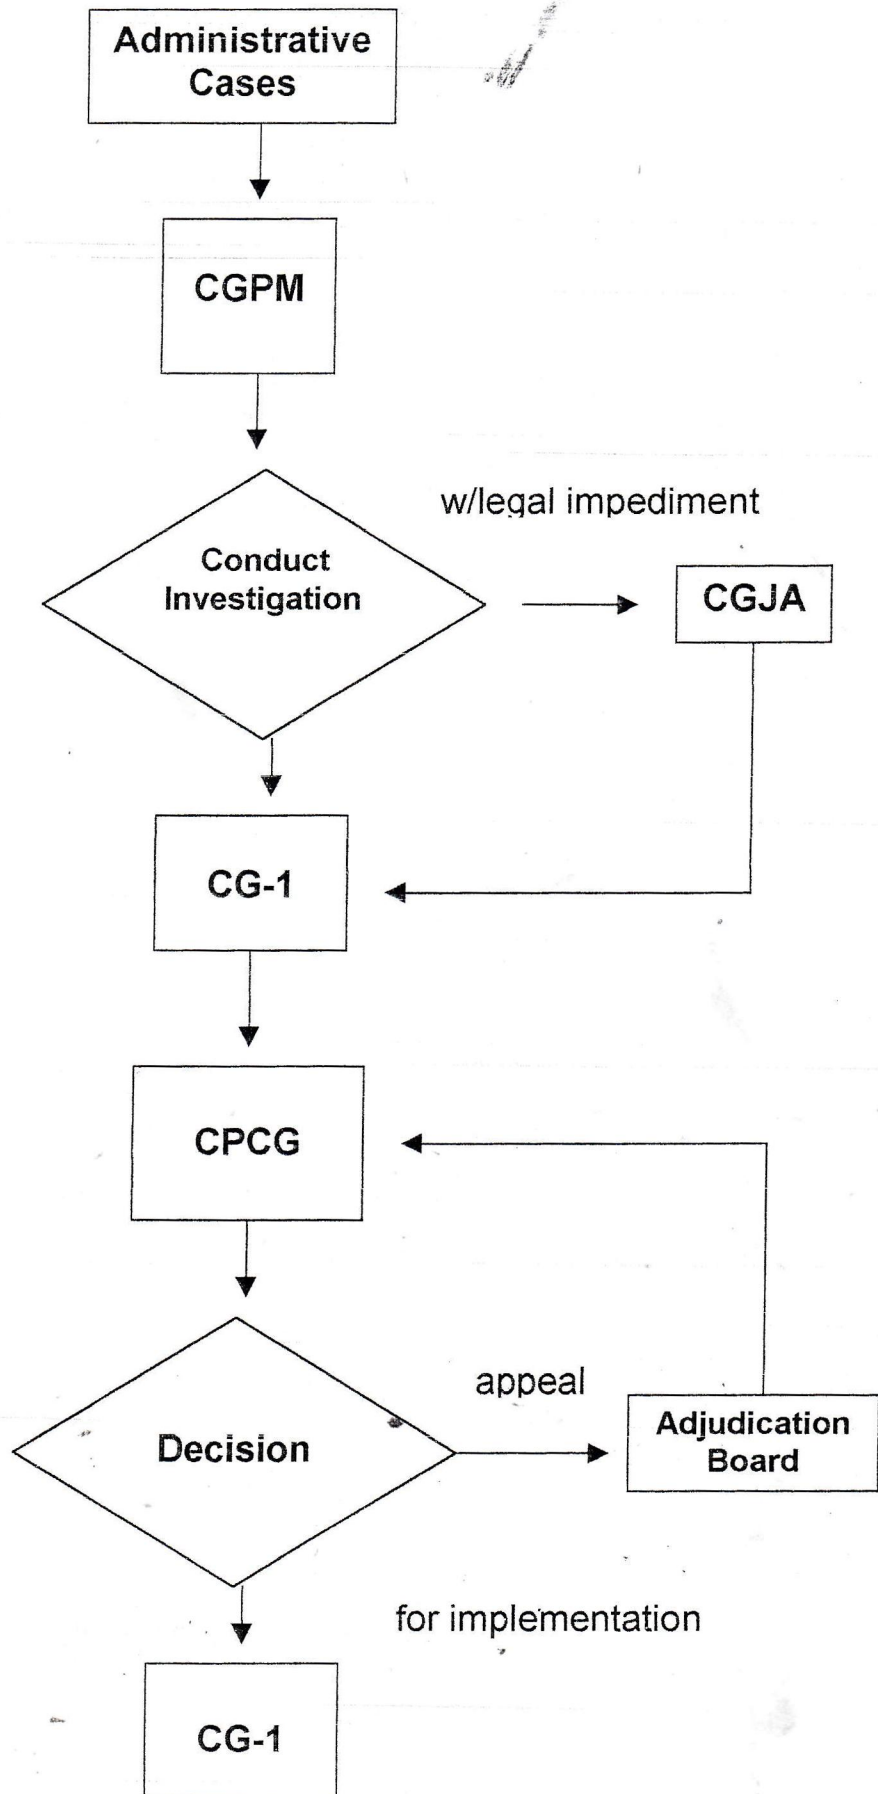 Administrative
Cases
CGPM
w/legal impediment
Conduct
Investigation
CGJA
CG-1
CPCG
appeal
Decision
Adjudication
Board
for implementation
CG-1